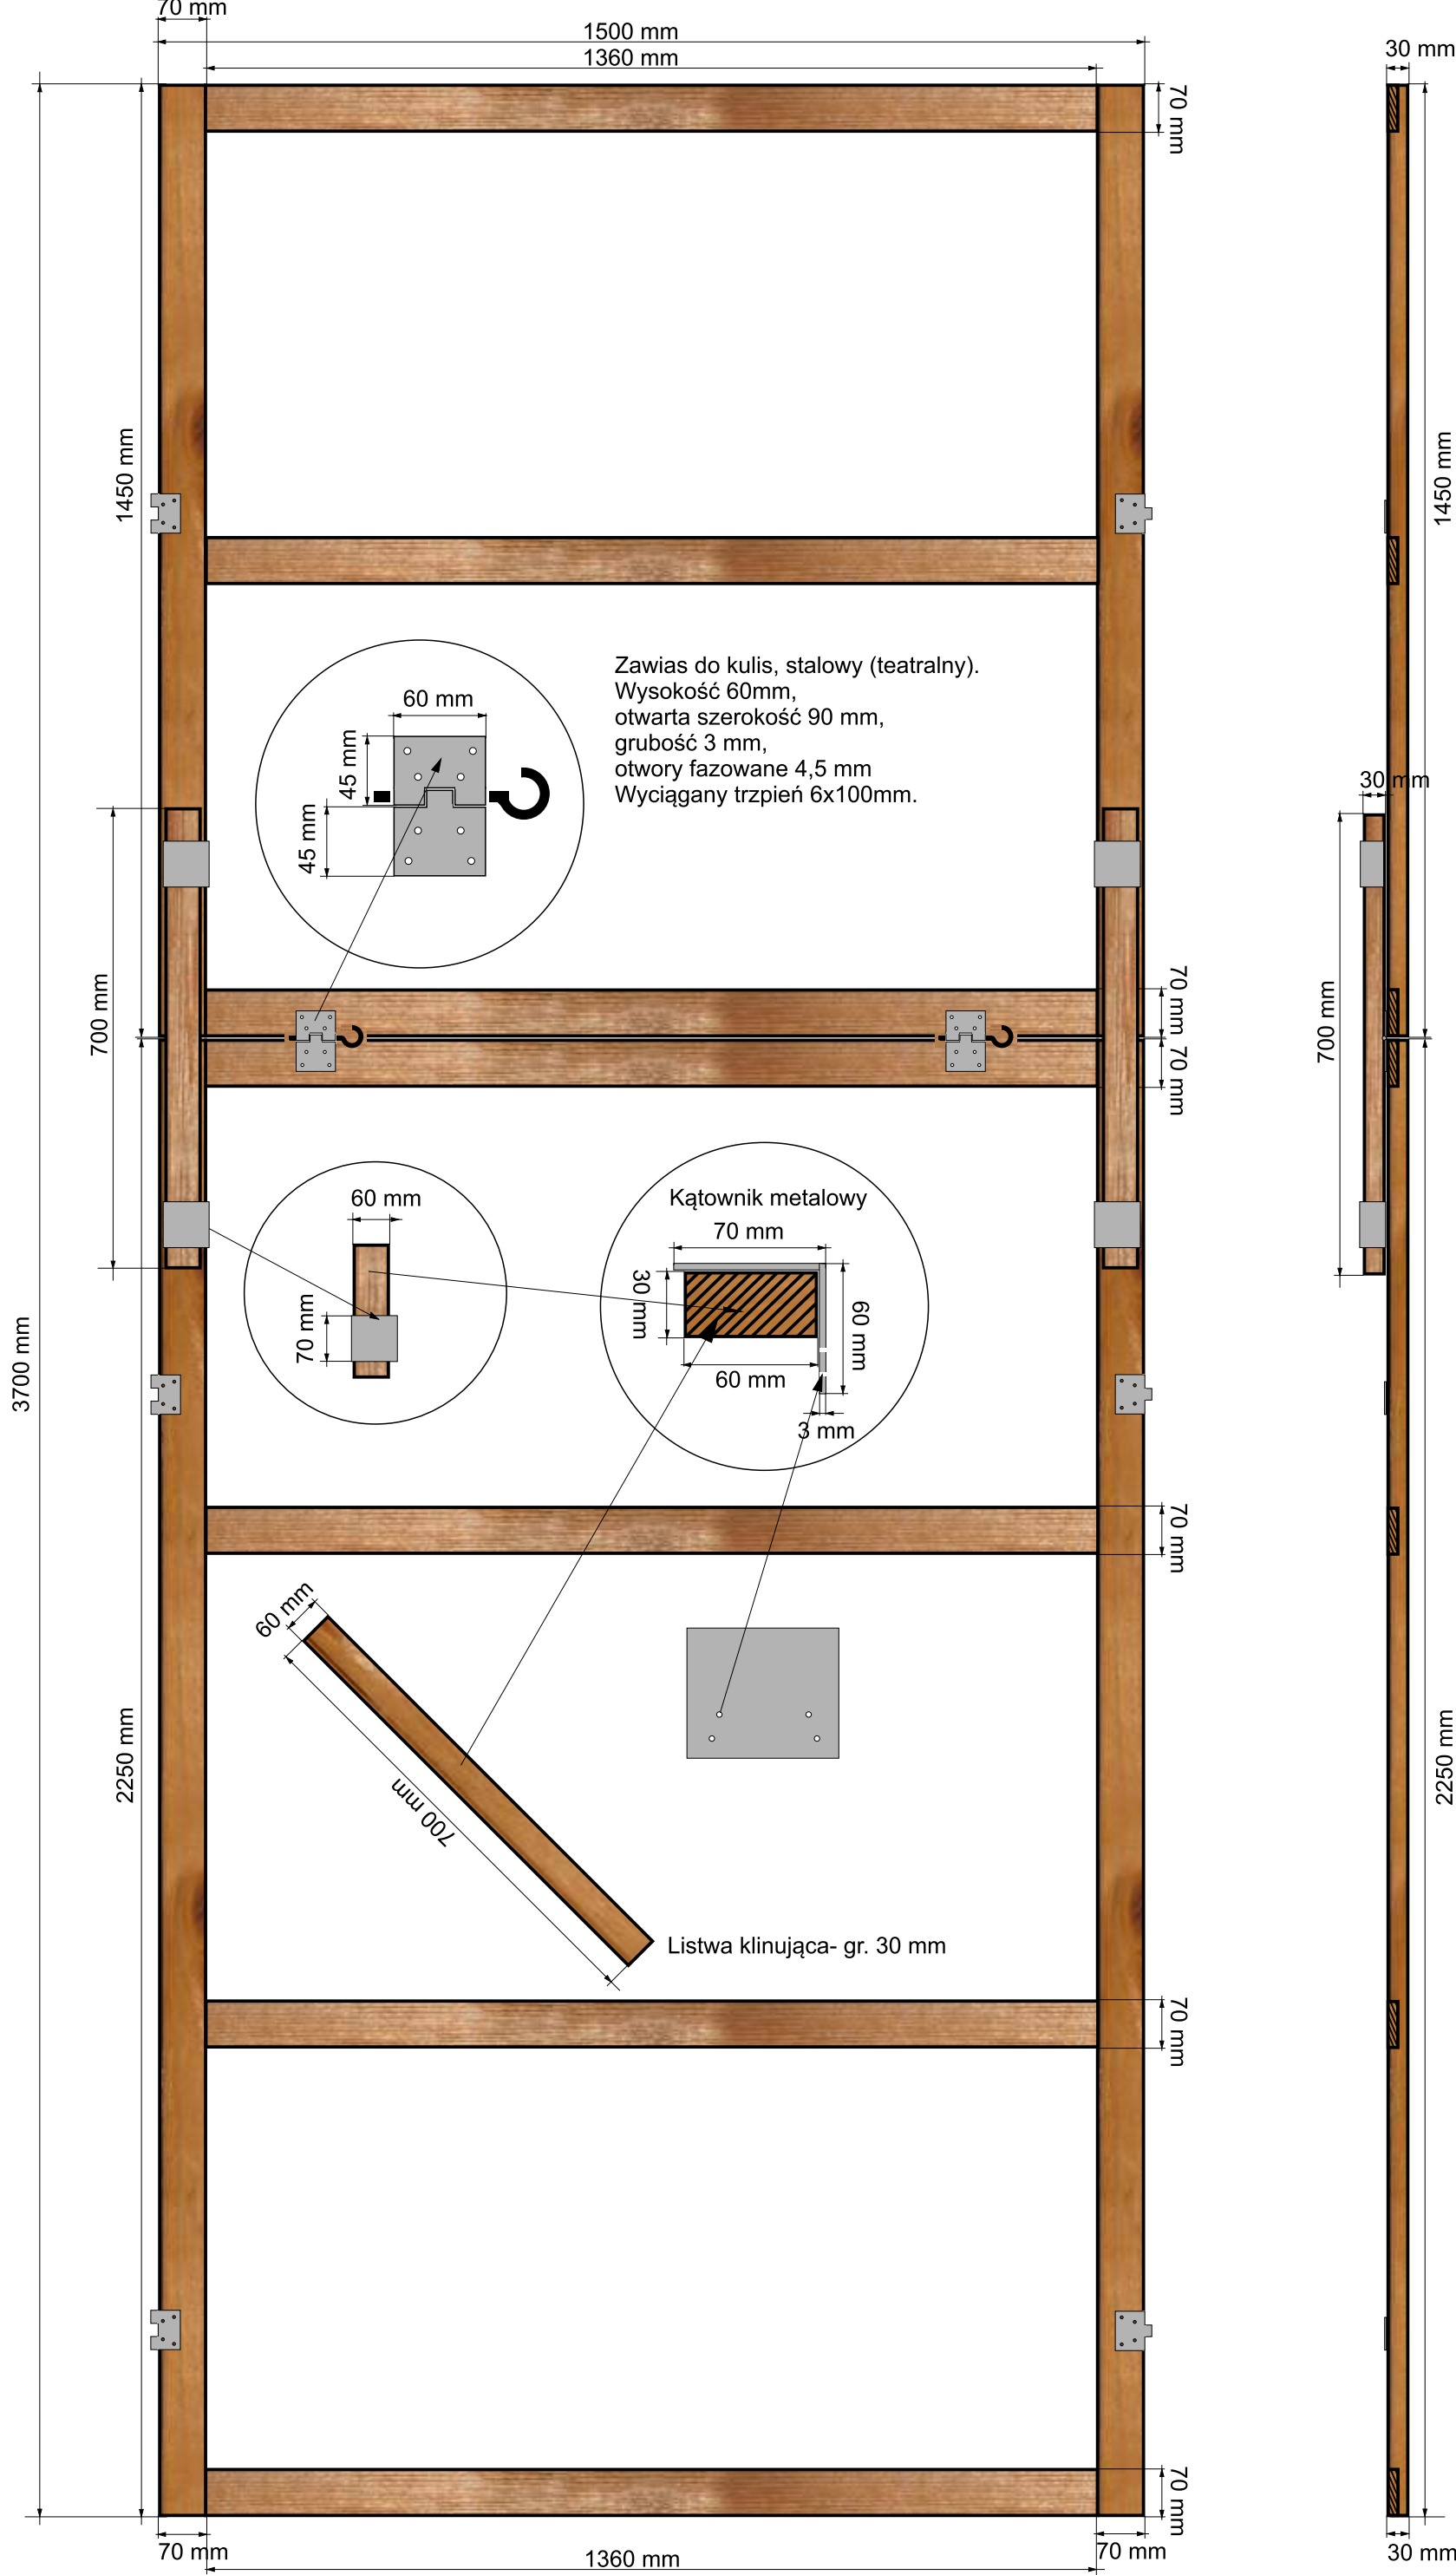 70 mm
1500 mm
1360 mm
30 mm
70 mm
1450 mm
1450 mm
Zawias do kulis, stalowy (teatralny).
Wysokość 60mm,
otwarta szerokość 90 mm,
grubość 3 mm,
otwory fazowane 4,5 mm
Wyciągany trzpień 6x100mm.
60 mm
45 mm
45 mm
30 mm
700 mm
70 mm
700 mm
70 mm
60 mm
70 mm
Kątownik metalowy
70 mm
30 mm
60 mm
60 mm
3 mm
3700 mm
70 mm
60 mm
700 mm
2250 mm
2250 mm
Listwa klinująca- gr. 30 mm
70 mm
70 mm
70 mm
1360 mm
70 mm
30 mm